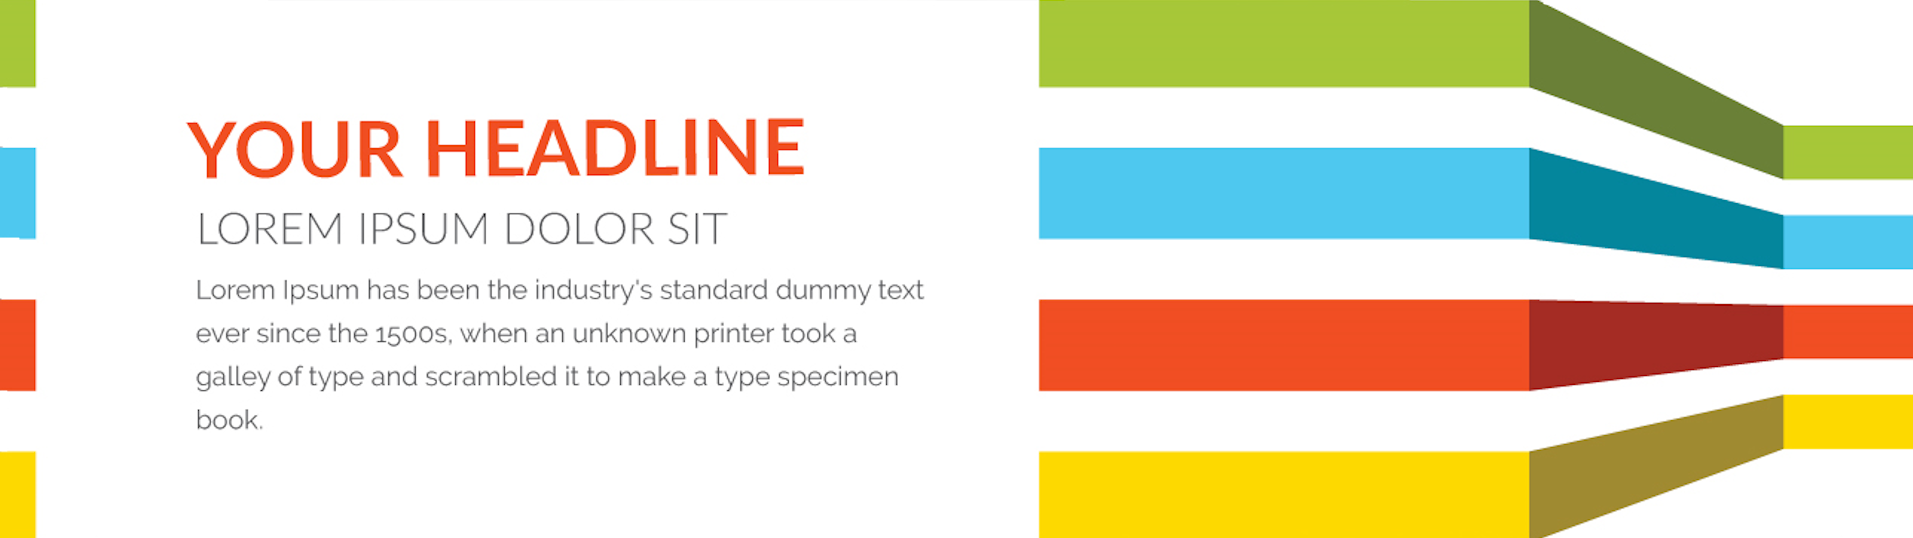 YOUR HEADLINE
LOREM IPSUM DOLOR SIT
Lorem Ipsum has been the industry's standard dummy text
ever since the 1500s, when an unknown printer took a
galley of type and scrambled it to make a type specimen
book.